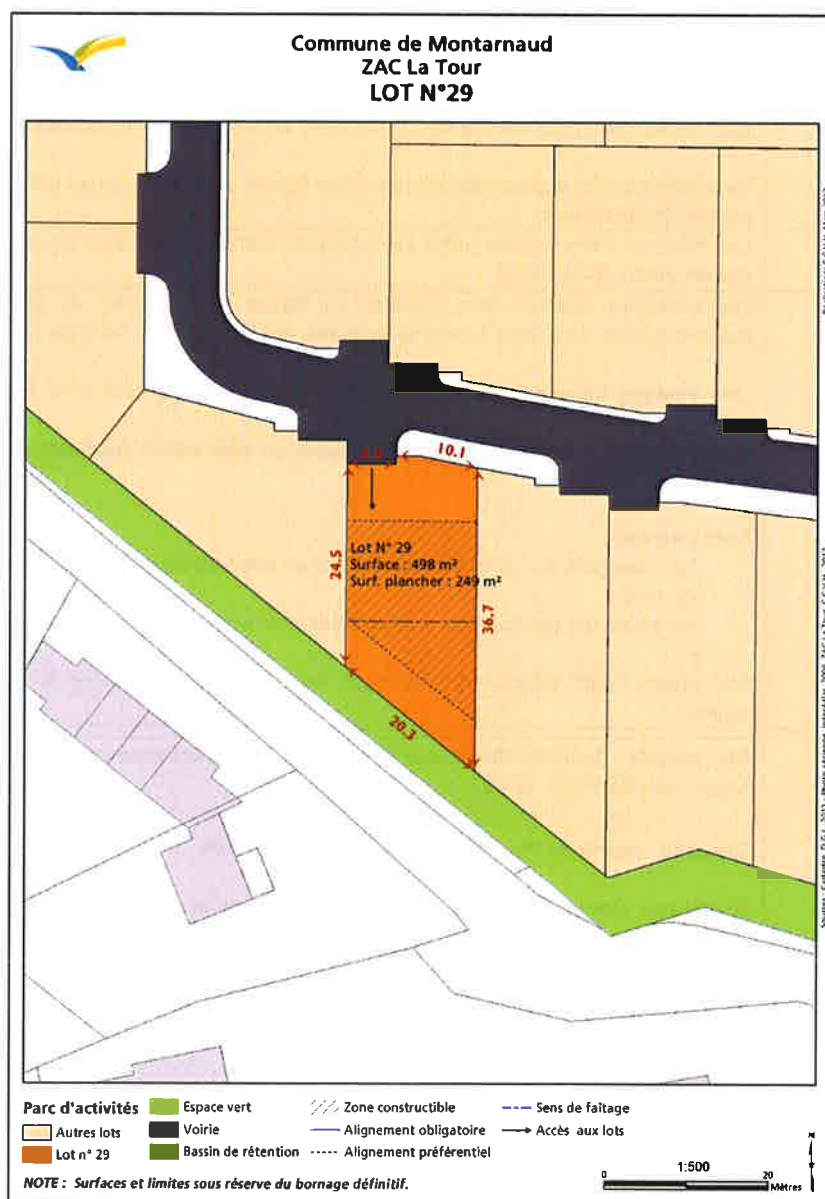 Commune de Montarnaud
ZAC La Tour
LOT N°29
10.1
24.5
Lot N° 29
Surface : 498 m²
Surf. plancher : 249 m²
36.7
20.3
Parc d'activités
Autres lots
Lot n° 29
Espace vert
Voirie
Bassin de rétention
Zone constructible
Alignement obligatoire
Alignement préférentiel
Sens de faîtage
Accès aux lots
NOTE : Surfaces et limites sous réserve du bornage définitif.
1:500
0
20
Mètres